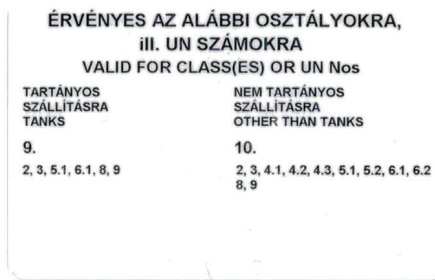 ÉRVÉNYES AZ ALÁBBI OSZTÁLYOKRA,
ill. UN SZÁMOKRA
VALID FOR CLASS(ES) OR UN Nos
TARTÁNYOS
SZÁLLÍTÁSRA
TANKS
9.
2, 3, 5.1, 6.1, 8, 9
NEM TARTÁNYOS
SZÁLLÍTÁSRA
OTHER THAN TANKS
10.
2, 3, 4.1, 4.2, 4.3, 5.1, 5.2, 6.1, 6.2
8, 9